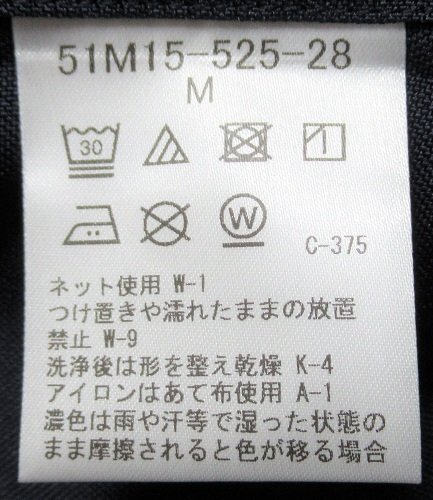 51M15-525-28
M
30
W
C-375
ネット使用 W-1
つけ置きや濡れたままの放置
禁止 W-9
洗浄後は形を整え乾燥 K-4
アイロンはあて布使用 A-1
濃色は雨や汗等で湿った状態の
まま摩擦されると色が移る場合